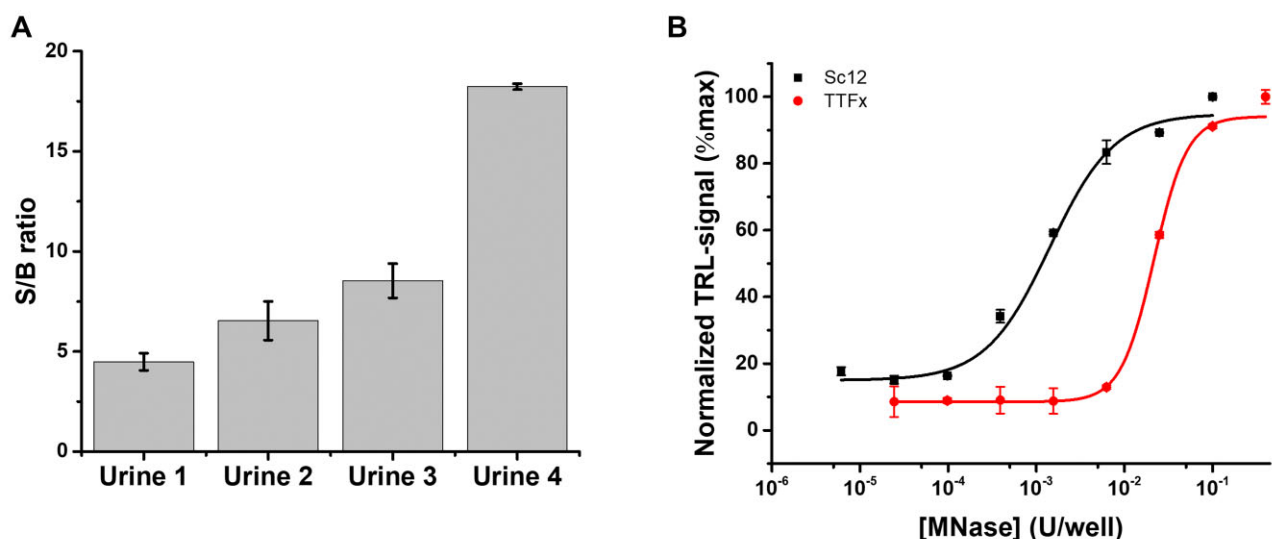 A
S/B ratio
20
15
10
5
0
Urine 1 Urine 2 Urine 3 Urine 4
B
Sc12
TTFx
Normalized TRL-signal (%max)
100
80
60
40
20
0
10-6 10-5 10-4 10-3 10-2 10-1
[MNase] (U/well)